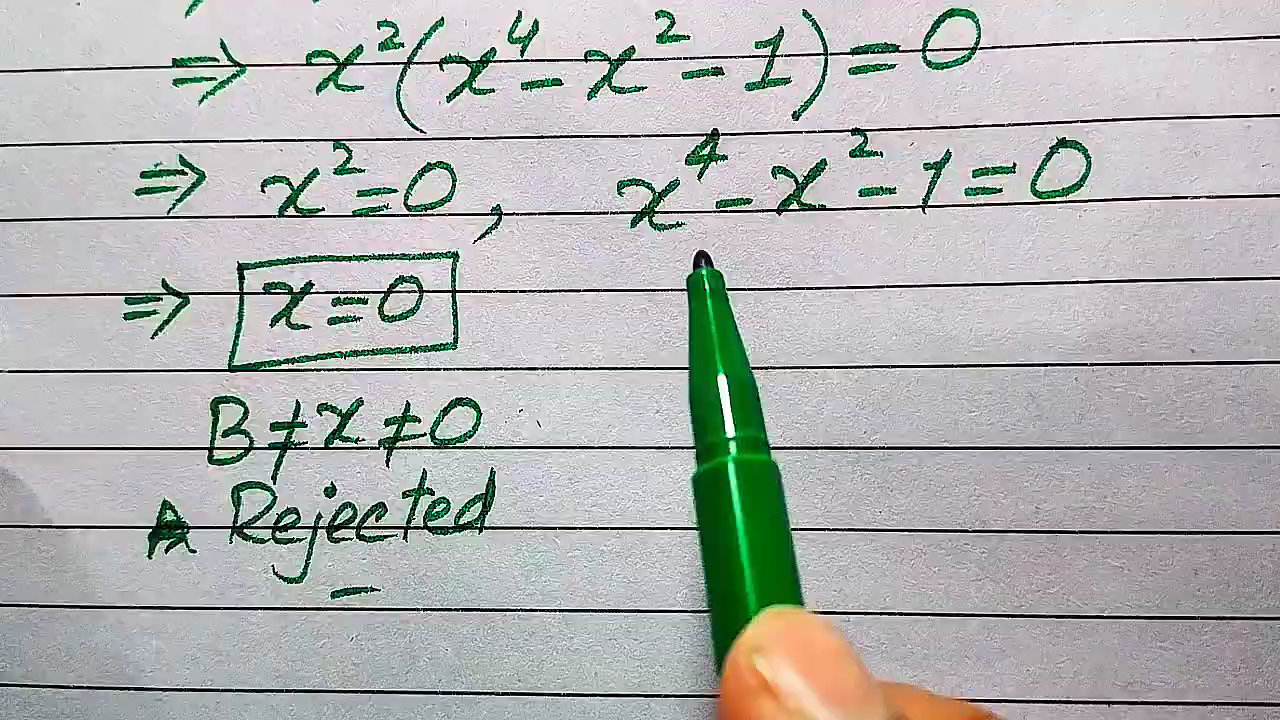 ⇒ x²(x⁴ - x² - 1) = 0
⇒ x² = 0, x⁴ - x² - 1 = 0
⇒ x = 0
B ≠ x ≠ 0
Rejected